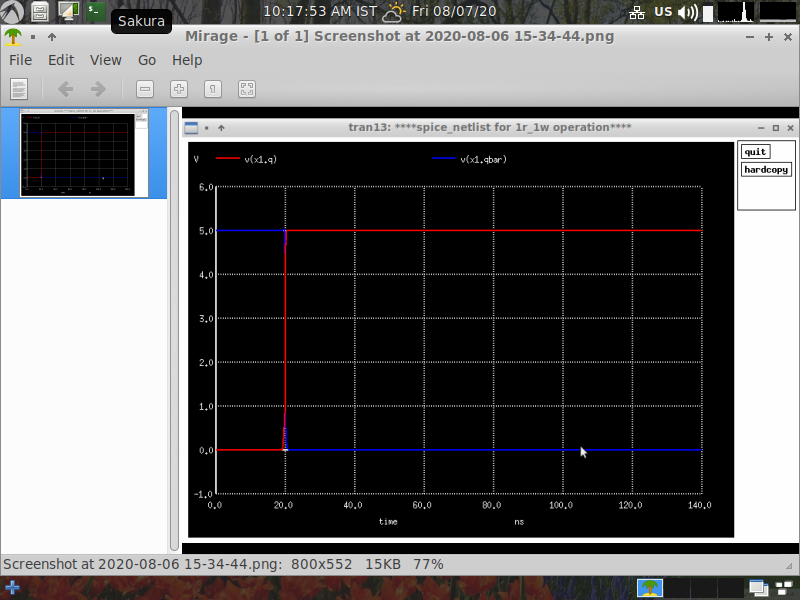 10:17:53 AM IST Fri 08/07/20 US
Sakura
Mirage - [1 of 1] Screenshot at 2020-08-06 15-34-44.png
File Edit View Go Help
tran13: ****spice_netlist for 1r_1w operation****
V v(x1.q) v(x1.qbar)
quit
hardcopy
6.0
5.0
4.0
3.0
2.0
1.0
0.0
-1.0
0.0 20.0 40.0 60.0 80.0 100.0 120.0 140.0
time ns
Screenshot at 2020-08-06 15-34-44.png: 800x552 15KB 77%